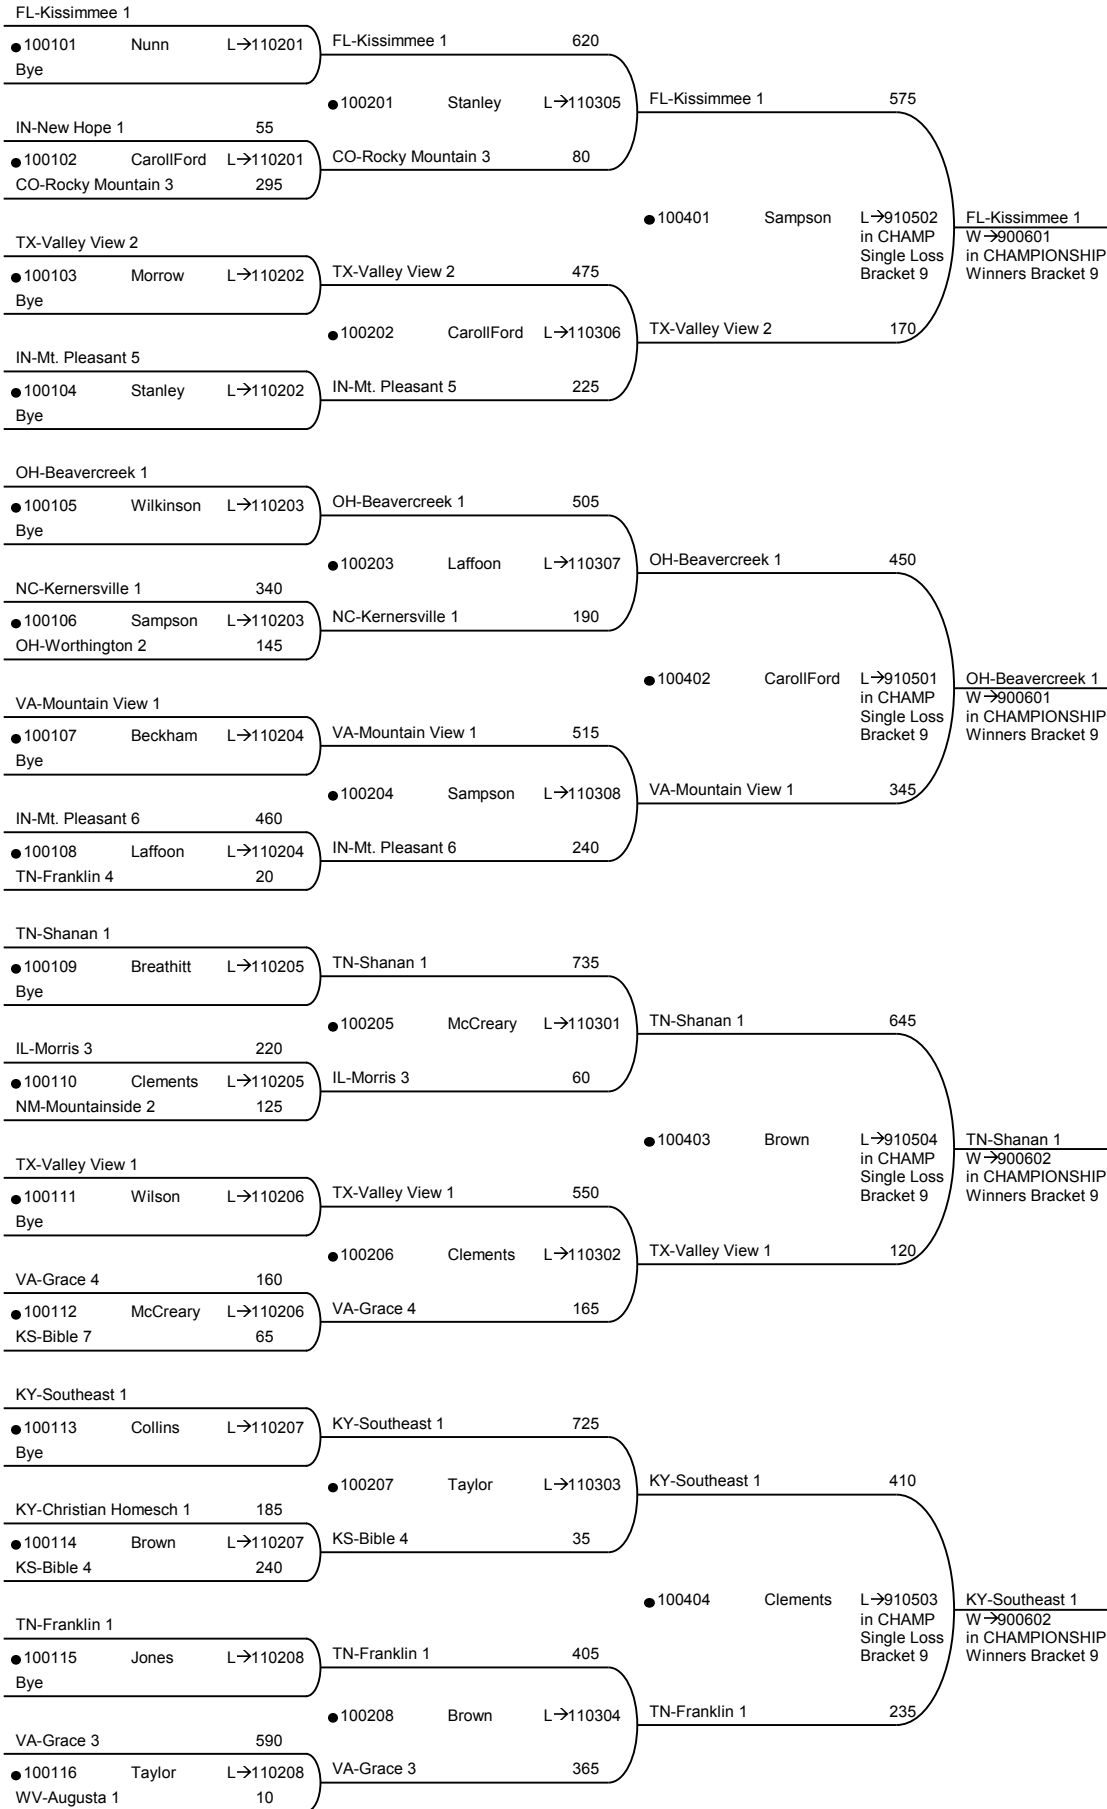 FL-Kissimmee 1
●100101 Nunn L→110201
Bye
FL-Kissimmee 1 620
●100201 Stanley L→110305
IN-New Hope 1 55
●100102 CarollFord L→110201
CO-Rocky Mountain 3 295
CO-Rocky Mountain 3 80
FL-Kissimmee 1 575
●100401 Sampson L→910502
in CHAMP
Single Loss
Bracket 9
FL-Kissimmee 1
W→900601
in CHAMPIONSHIP
Winners Bracket 9
TX-Valley View 2
●100103 Morrow L→110202
Bye
TX-Valley View 2 475
●100202 CarollFord L→110306
TX-Valley View 2 170
IN-Mt. Pleasant 5
●100104 Stanley L→110202
Bye
IN-Mt. Pleasant 5 225
OH-Beavercreek 1
●100105 Wilkinson L→110203
Bye
OH-Beavercreek 1 505
●100203 Laffoon L→110307
NC-Kernersville 1 340
●100106 Sampson L→110203
OH-Worthington 2 145
NC-Kernersville 1 190
OH-Beavercreek 1 450
●100402 CarollFord L→910501
in CHAMP
Single Loss
Bracket 9
OH-Beavercreek 1
W→900601
in CHAMPIONSHIP
Winners Bracket 9
VA-Mountain View 1
●100107 Beckham L→110204
Bye
VA-Mountain View 1 515
●100204 Sampson L→110308
VA-Mountain View 1 345
IN-Mt. Pleasant 6 460
●100108 Laffoon L→110204
TN-Franklin 4 20
IN-Mt. Pleasant 6 240
TN-Shanan 1
●100109 Breathitt L→110205
Bye
TN-Shanan 1 735
●100205 McCreary L→110301
IL-Morris 3 220
●100110 Clements L→110205
NM-Mountainside 2 125
IL-Morris 3 60
TN-Shanan 1 645
●100403 Brown L→910504
in CHAMP
Single Loss
Bracket 9
TN-Shanan 1
W→900602
in CHAMPIONSHIP
Winners Bracket 9
TX-Valley View 1
●100111 Wilson L→110206
Bye
TX-Valley View 1 550
●100206 Clements L→110302
TX-Valley View 1 120
VA-Grace 4 160
●100112 McCreary L→110206
KS-Bible 7 65
VA-Grace 4 165
KY-Southeast 1
●100113 Collins L→110207
Bye
KY-Southeast 1 725
●100207 Taylor L→110303
KY-Christian Homesch 1 185
●100114 Brown L→110207
KS-Bible 4 240
KS-Bible 4 35
KY-Southeast 1 410
●100404 Clements L→910503
in CHAMP
Single Loss
Bracket 9
KY-Southeast 1
W→900602
in CHAMPIONSHIP
Winners Bracket 9
TN-Franklin 1
●100115 Jones L→110208
Bye
TN-Franklin 1 405
●100208 Brown L→110304
TN-Franklin 1 235
VA-Grace 3 590
●100116 Taylor L→110208
WV-Augusta 1 10
VA-Grace 3 365